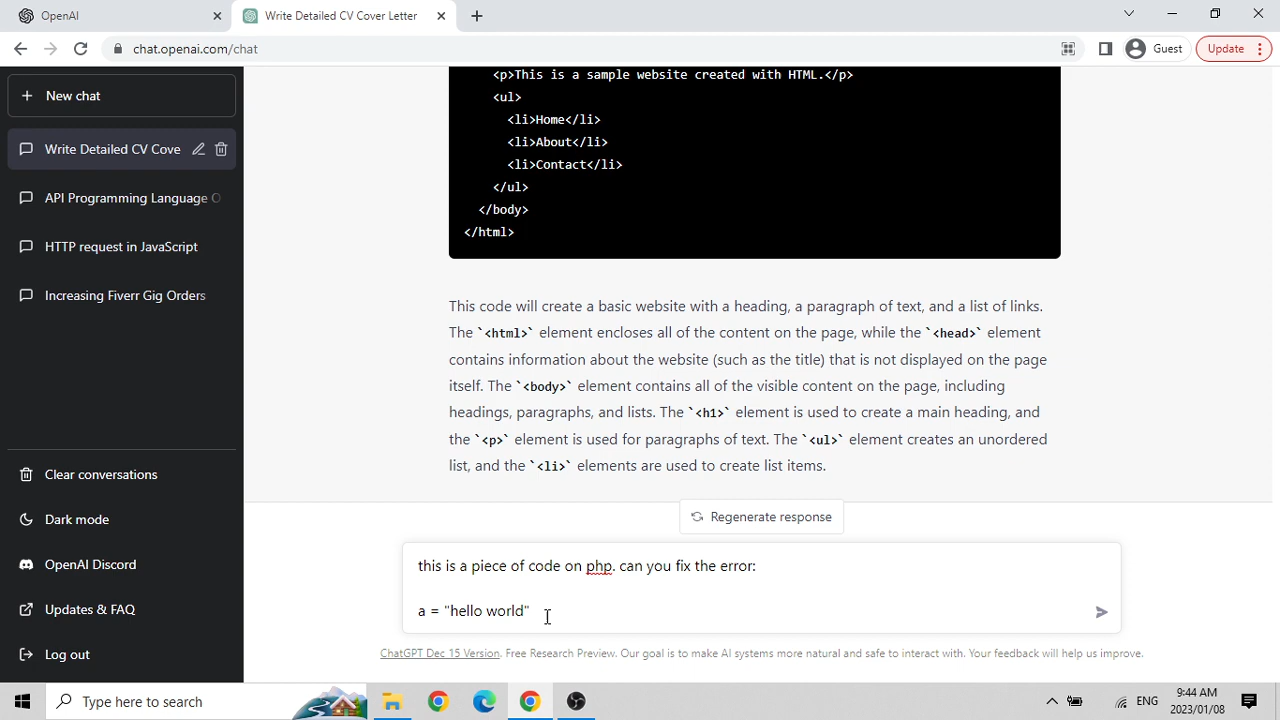 OpenAI
Write Detailed CV Cover Letter
chat.openai.com/chat
Guest
Update
New chat
Write Detailed CV Cove
API Programming Language O
HTTP request in JavaScript
Increasing Fiverr Gig Orders
Clear conversations
Dark mode
OpenAI Discord
Updates & FAQ
Log out
<p>This is a sample website created with HTML.</p>
<ul>
<li>Home</li>
<li>About</li>
<li>Contact</li>
</ul>
</body>
</html>
This code will create a basic website with a heading, a paragraph of text, and a list of links.
The `<html>` element encloses all of the content on the page, while the `<head>` element
contains information about the website (such as the title) that is not displayed on the page
itself. The `<body>` element contains all of the visible content on the page, including
headings, paragraphs, and lists. The `<h1>` element is used to create a main heading, and
the `<p>` element is used for paragraphs of text. The `<ul>` element creates an unordered
list, and the `<li>` elements are used to create list items.
Regenerate response
this is a piece of code on php. can you fix the error:
a = "hello world"
ChatGPT Dec 15 Version. Free Research Preview. Our goal is to make AI systems more natural and safe to interact with. Your feedback will help us improve.
Type here to search
ENG
9:44 AM
2023/01/08